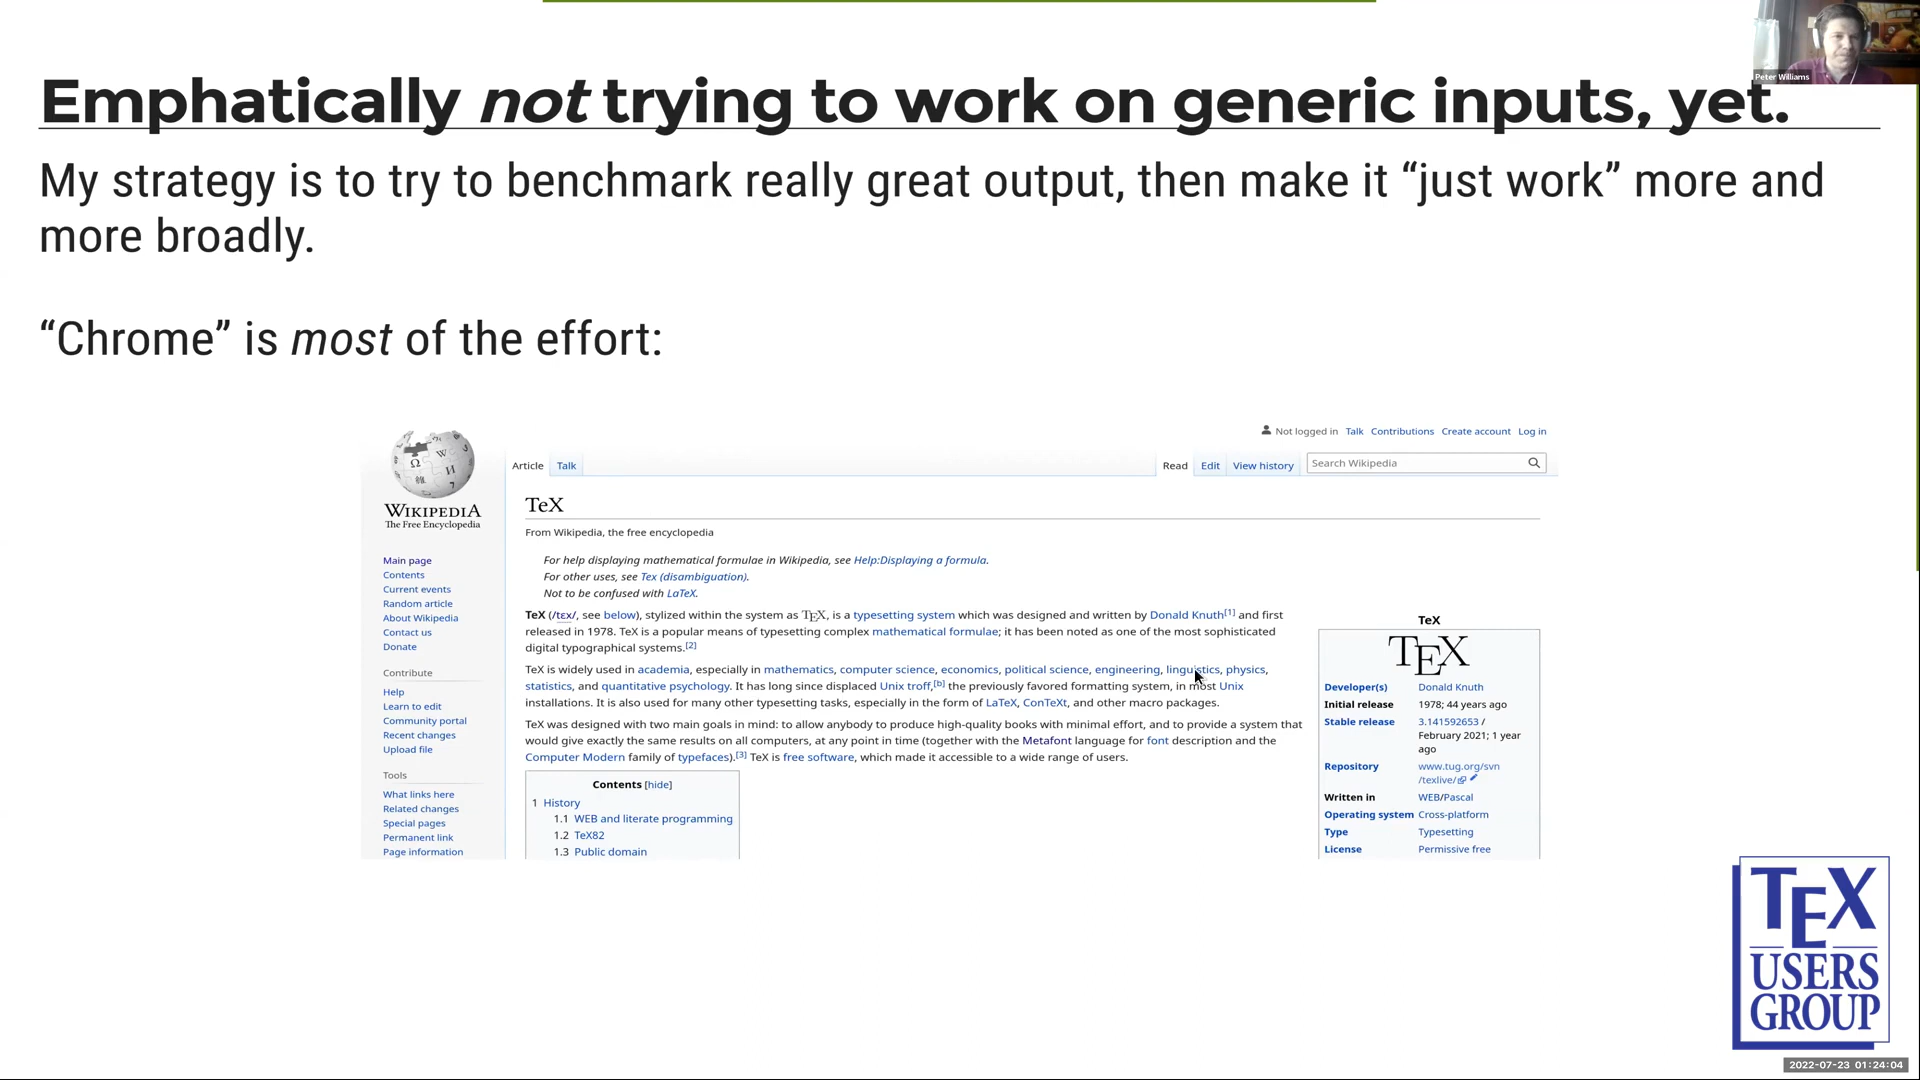 Peter Williams
Emphatically not trying to work on generic inputs, yet.
My strategy is to try to benchmark really great output, then make it “just work” more and
more broadly.
“Chrome” is most of the effort:
Not logged in Talk Contributions Create account Log in
Article Talk Read Edit View history Search Wikipedia
WIKIPEDIA
The Free Encyclopedia
Main page
Contents
Current events
Random article
About Wikipedia
Contact us
Donate
Contribute
Help
Learn to edit
Community portal
Recent changes
Upload file
Tools
What links here
Related changes
Special pages
Permanent link
Page information
TeX
From Wikipedia, the free encyclopedia
For help displaying mathematical formulae in Wikipedia, see Help:Displaying a formula.
For other uses, see Tex (disambiguation).
Not to be confused with LaTeX.
TeX (/tɛx/, see below), stylized within the system as TEX, is a typesetting system which was designed and written by Donald Knuth[1] and first
released in 1978. TeX is a popular means of typesetting complex mathematical formulae; it has been noted as one of the most sophisticated
digital typographical systems.[2]
TeX is widely used in academia, especially in mathematics, computer science, economics, political science, engineering, linguistics, physics,
statistics, and quantitative psychology. It has long since displaced Unix troff,[b] the previously favored formatting system, in most Unix
installations. It is also used for many other typesetting tasks, especially in the form of LaTeX, ConTeXt, and other macro packages.
TeX was designed with two main goals in mind: to allow anybody to produce high-quality books with minimal effort, and to provide a system that
would give exactly the same results on all computers, at any point in time (together with the Metafont language for font description and the
Computer Modern family of typefaces).[3] TeX is free software, which made it accessible to a wide range of users.
Contents [hide]
1 History
1.1 WEB and literate programming
1.2 TeX82
1.3 Public domain
TeX
TEX
Developer(s) Donald Knuth
Initial release 1978; 44 years ago
Stable release 3.141592653 /
February 2021; 1 year
ago
Repository www.tug.org/svn
/texlive/
Written in WEB/Pascal
Operating system Cross-platform
Type Typesetting
License Permissive free
TEX
USERS
GROUP
2022-07-23 01:24:04